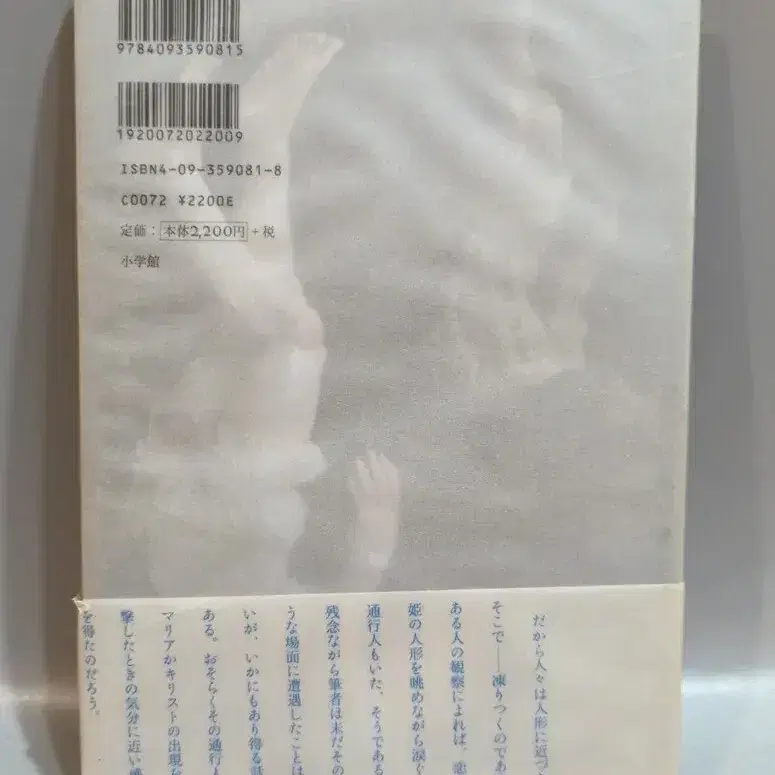 9784093590815
1920072022009
ISBN4-09-359081-8
C0072 ¥2200E
定価：本体2,200円+税
小学館
だから人々は人形に近づ
そこで——凍りつくのであ
ある人の観察によれば、恋
姫の人形を眺めながら涙ぐ
通行人もいた、そうである
残念ながら筆者は未だその
うな場面に遭遇したことは
いが、いかにもあり得る話
ある。おそらくその通行人
マリアかキリストの出現を
撃したときの気分に近い感
を得たのだろう。